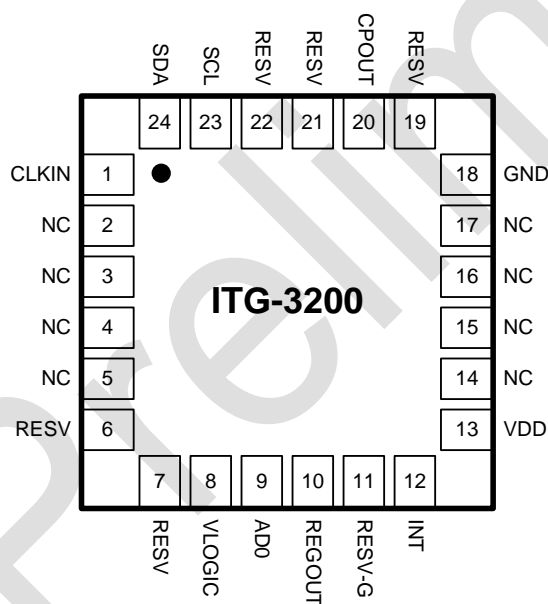 SDA SCL RESV RESV CPOUT RESV
24 23 22 21 20 19
CLKIN 1 18 GND
NC 2 17 NC
NC 3 16 NC
ITG-3200
NC 4 15 NC
NC 5 14 NC
RESV 6 13 VDD
7 8 9 10 11 12
RESV VLOGIC AD0 REGOUT RESV-G INT
Prelim